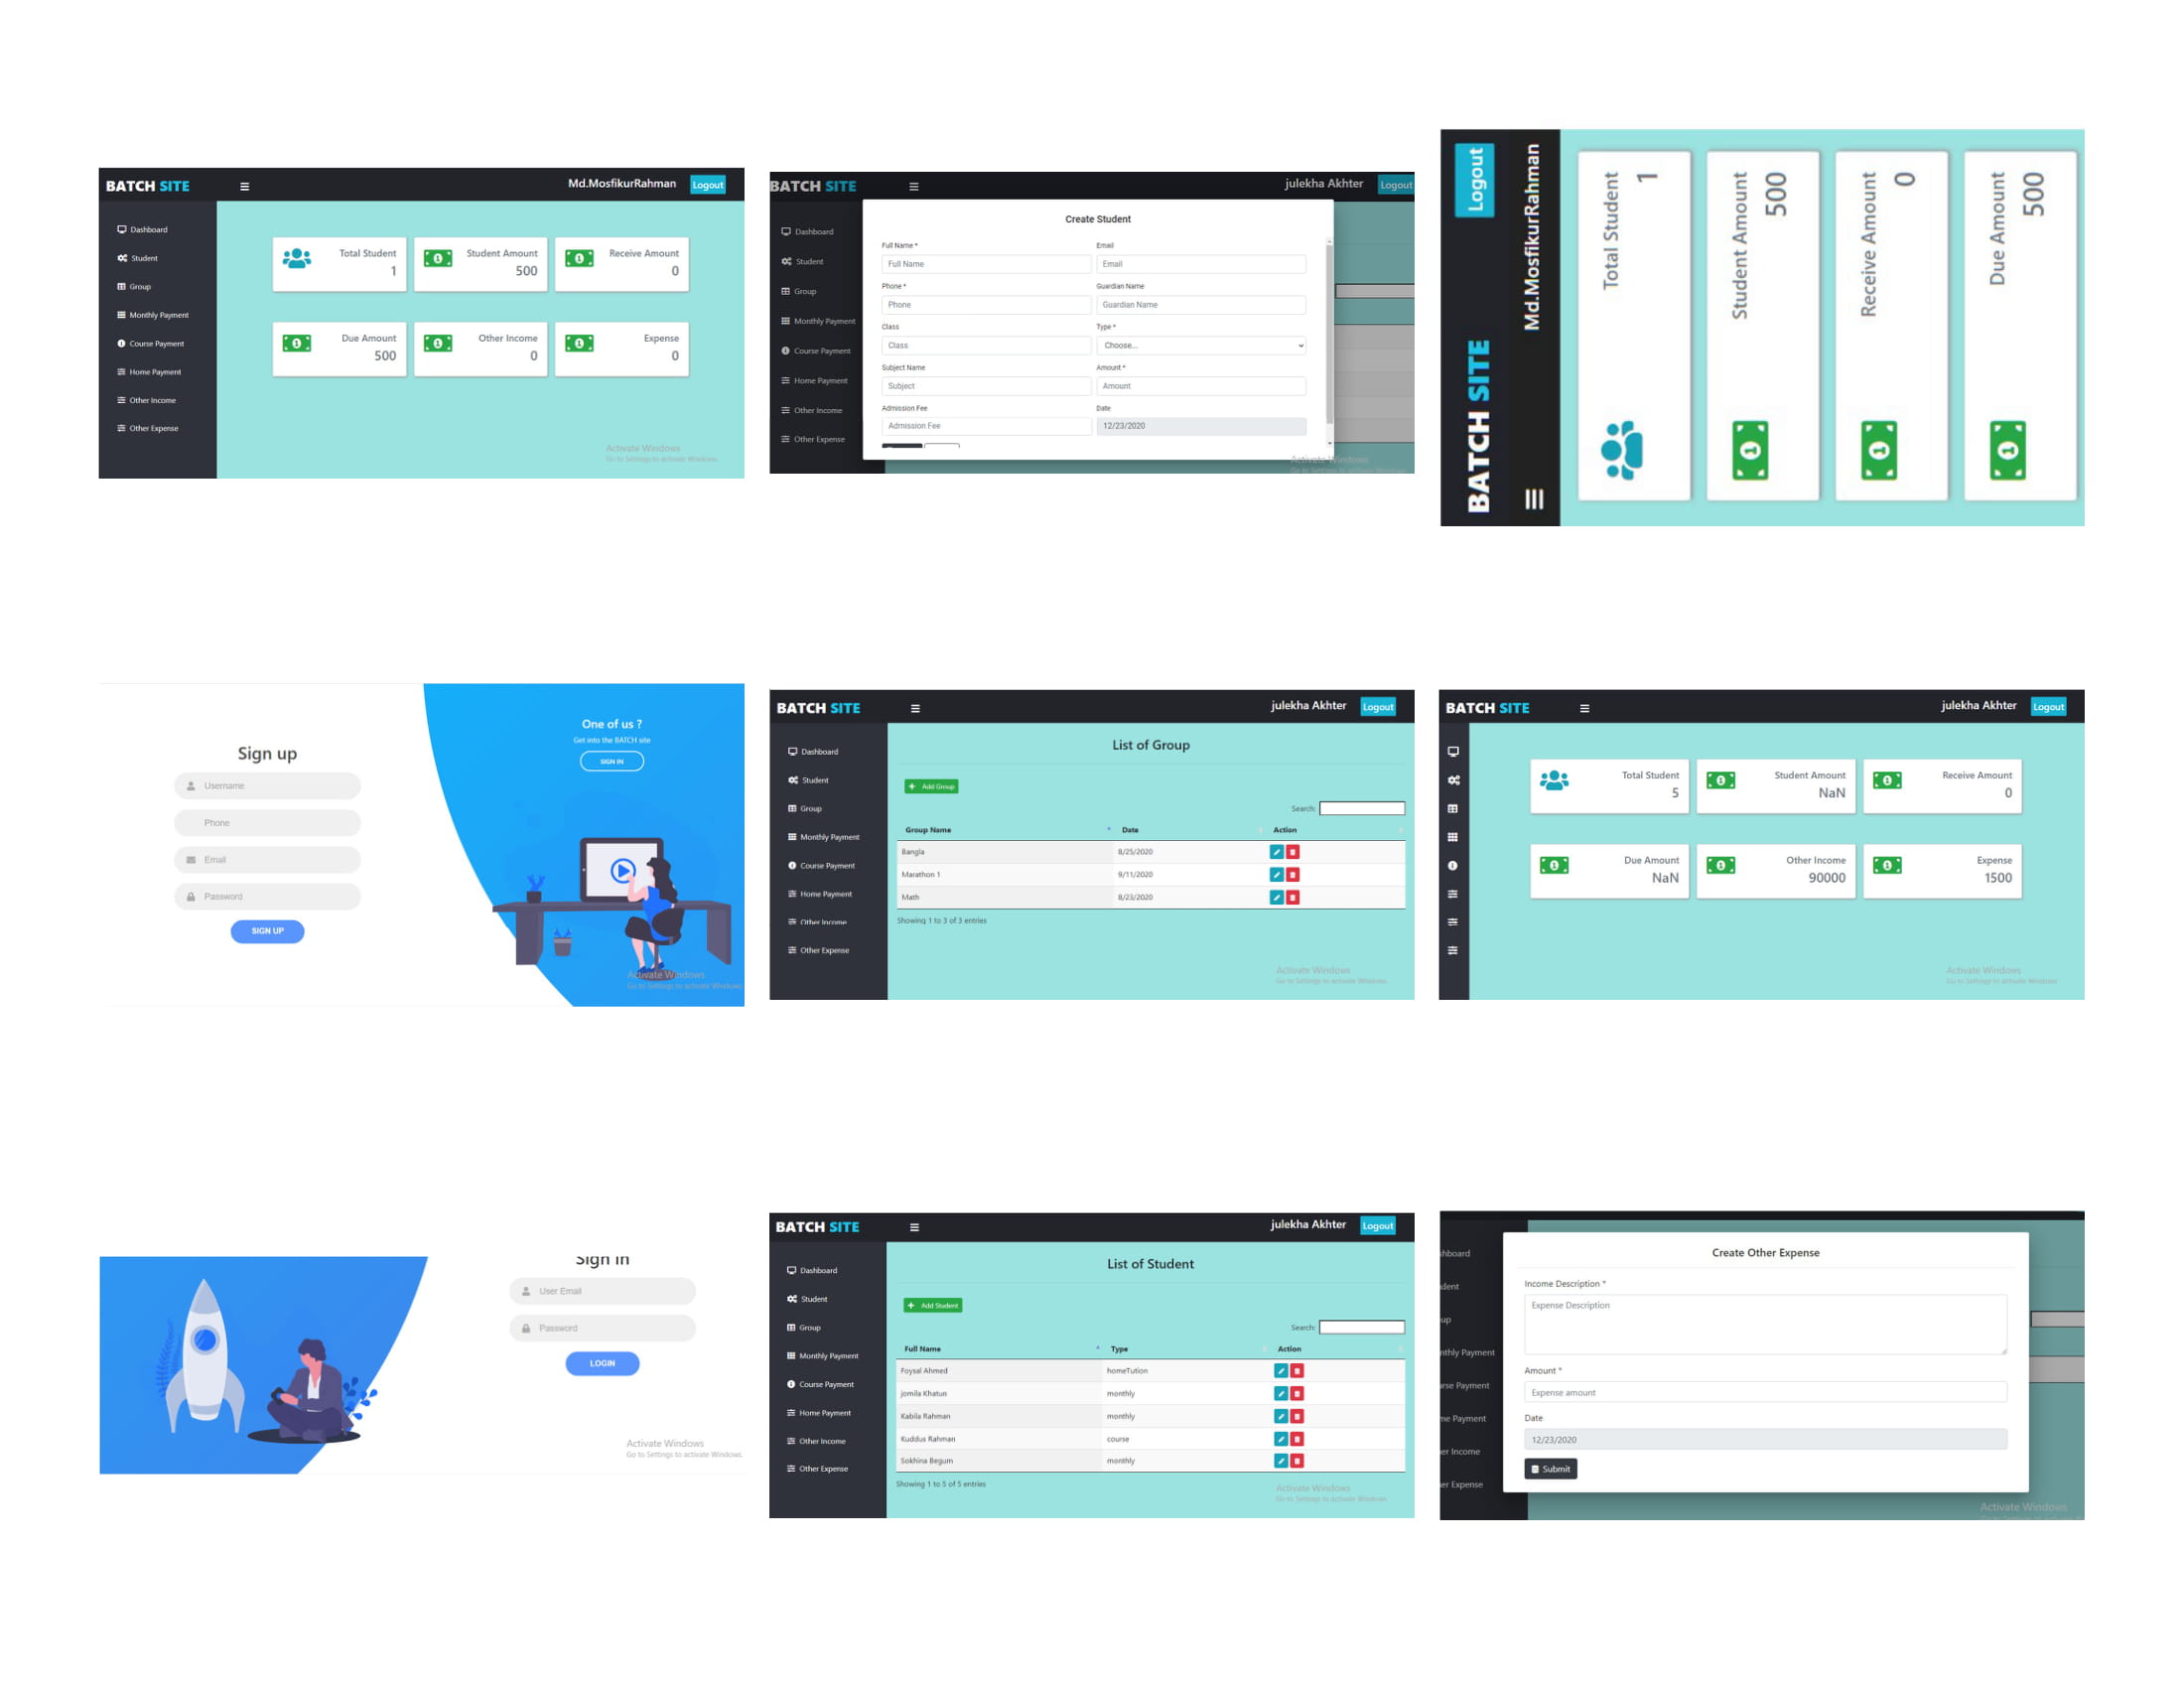 BATCH SITE
Md.MosfikurRahman
Logout
Dashboard
Student
Group
Monthly Payment
Course Payment
Home Payment
Other Income
Other Expense
Total Student
1
Student Amount
500
Receive Amount
0
Due Amount
500
Other Income
0
Expense
0
Activate Windows
Go to Settings to activate Windows.
BATCH SITE
julekha Akhter
Logout
Dashboard
Student
Group
Monthly Payment
Course Payment
Home Payment
Other Income
Other Expense
Create Student
Full Name *
Full Name
Email
Email
Phone *
Phone
Guardian Name
Guardian Name
Class
Class
Type *
Choose...
Subject Name
Subject
Amount *
Amount
Admission Fee
Admission Fee
Date
12/23/2020
Activate Windows
Go to Settings to activate Windows.
BATCH SITE
Logout
Md.MosfikurRahman
Total Student
1
Student Amount
500
Receive Amount
0
Due Amount
500
Sign up
Username
Phone
Email
Password
SIGN UP
One of us ?
Get into the BATCH site
SIGN IN
Activate Windows
Go to Settings to activate Windows.
BATCH SITE
julekha Akhter
Logout
Dashboard
Student
Group
Monthly Payment
Course Payment
Home Payment
Other Income
Other Expense
List of Group
+ Add Group
Search:
Group Name Date Action
Bangla 8/25/2020
Marathon 1 9/11/2020
Math 8/23/2020
Showing 1 to 3 of 3 entries
Activate Windows
Go to Settings to activate Windows.
BATCH SITE
julekha Akhter
Logout
Total Student
5
Student Amount
NaN
Receive Amount
0
Due Amount
NaN
Other Income
90000
Expense
1500
Activate Windows
Go to Settings to activate Windows.
Sign in
User Email
Password
LOGIN
Activate Windows
Go to Settings to activate Windows.
BATCH SITE
julekha Akhter
Logout
Dashboard
Student
Group
Monthly Payment
Course Payment
Home Payment
Other Income
Other Expense
List of Student
+ Add Student
Search:
Full Name Type Action
Foysal Ahmed homeTution
Jomila Khatun monthly
Kabila Rahman monthly
Kuddus Rahman course
Sokhina Begum monthly
Showing 1 to 5 of 5 entries
Activate Windows
Go to Settings to activate Windows.
hboard
dent
up
nthly Payment
rse Payment
me Payment
er Income
er Expense
Create Other Expense
Income Description *
Expense Description
Amount *
Expense amount
Date
12/23/2020
Submit
Activate Windows